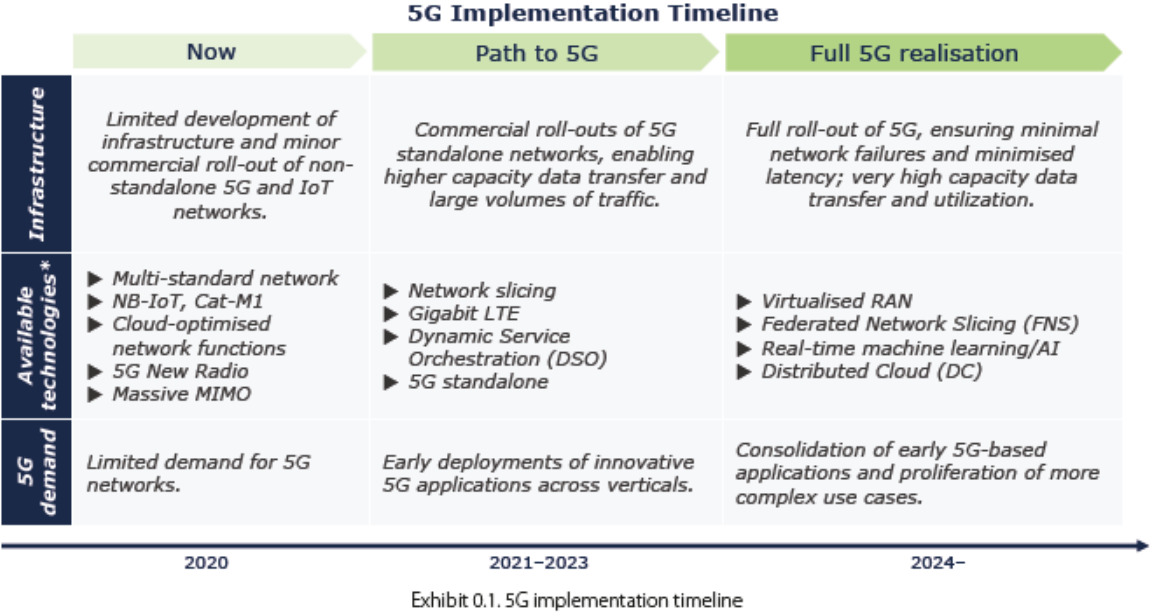 5G Implementation Timeline
Now
Path to 5G
Full 5G realisation
Infrastructure
Limited development of
infrastructure and minor
commercial roll-out of non-
standalone 5G and IoT
networks.
Commercial roll-outs of 5G
standalone networks, enabling
higher capacity data transfer and
large volumes of traffic.
Full roll-out of 5G, ensuring minimal
network failures and minimised
latency; very high capacity data
transfer and utilization.
Available
technologies*
▶ Multi-standard network
▶ NB-IoT, Cat-M1
▶ Cloud-optimised
network functions
▶ 5G New Radio
▶ Massive MIMO
▶ Network slicing
▶ Gigabit LTE
▶ Dynamic Service
Orchestration (DSO)
▶ 5G standalone
▶ Virtualised RAN
▶ Federated Network Slicing (FNS)
▶ Real-time machine learning/AI
▶ Distributed Cloud (DC)
5G
demand
Limited demand for 5G
networks.
Early deployments of innovative
5G applications across verticals.
Consolidation of early 5G-based
applications and proliferation of more
complex use cases.
2020
2021–2023
2024–
Exhibit 0.1. 5G implementation timeline